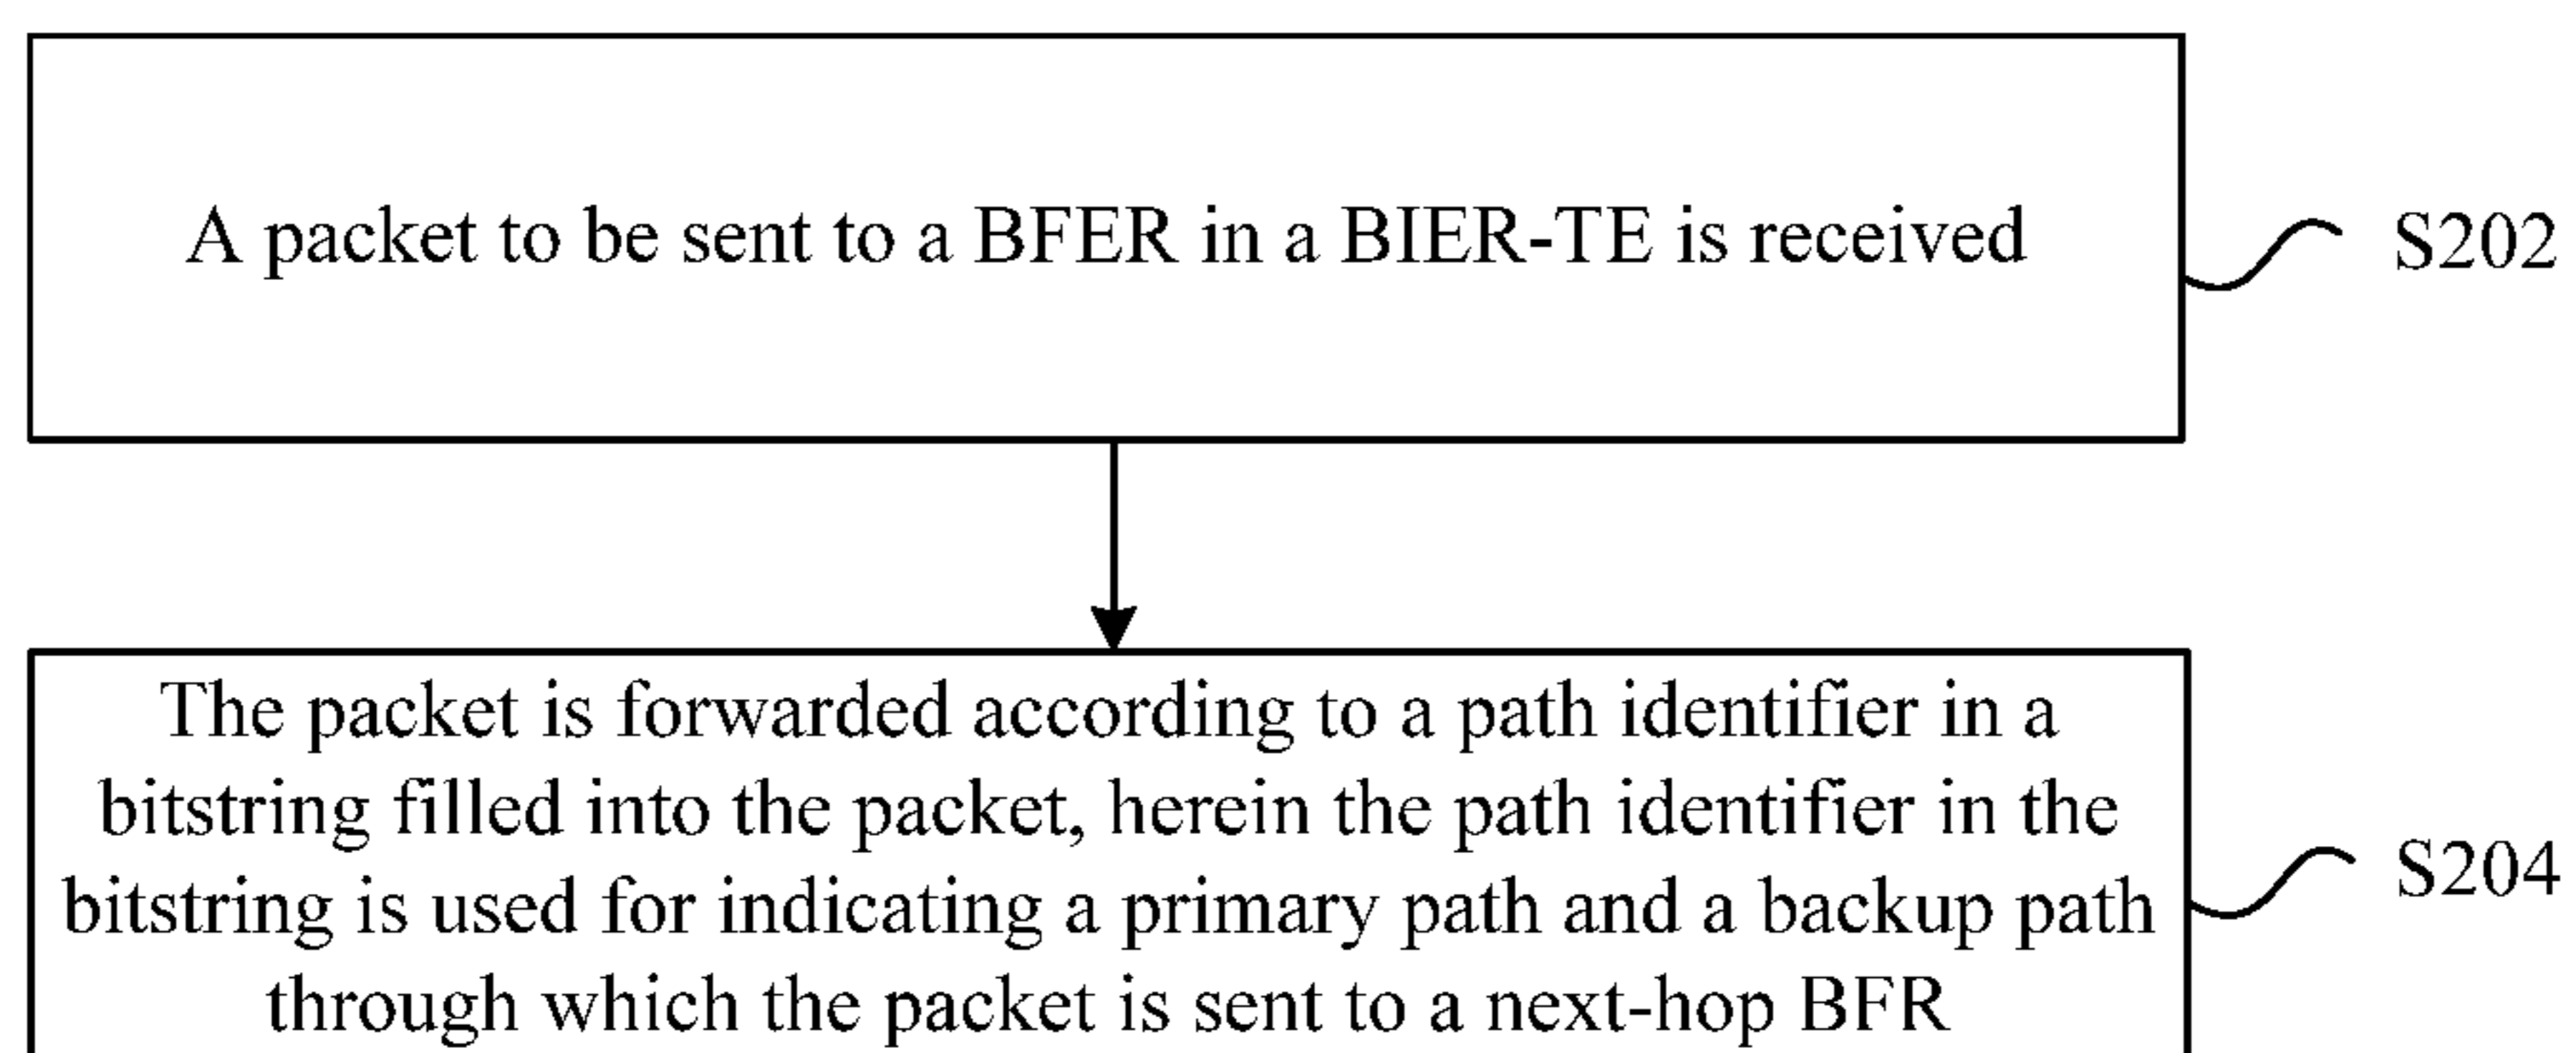 A packet to be sent to a BFER in a BIER-TE is received
S202
The packet is forwarded according to a path identifier in a
bitstring filled into the packet, herein the path identifier in the
bitstring is used for indicating a primary path and a backup path
through which the packet is sent to a next-hop BFR
S204